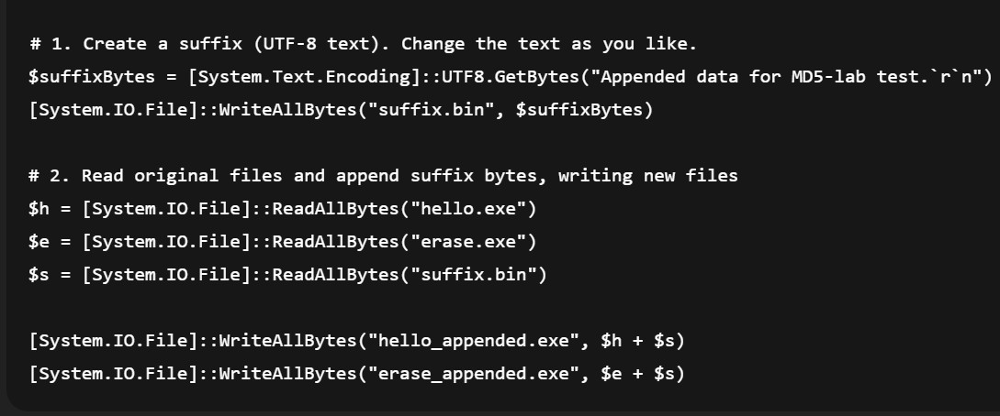 # 1. Create a suffix (UTF-8 text). Change the text as you like.
$suffixBytes = [System.Text.Encoding]::UTF8.GetBytes("Appended data for MD5-lab test.`r`n")
[System.IO.File]::WriteAllBytes("suffix.bin", $suffixBytes)
# 2. Read original files and append suffix bytes, writing new files
$h = [System.IO.File]::ReadAllBytes("hello.exe")
$e = [System.IO.File]::ReadAllBytes("erase.exe")
$s = [System.IO.File]::ReadAllBytes("suffix.bin")
[System.IO.File]::WriteAllBytes("hello_appended.exe", $h + $s)
[System.IO.File]::WriteAllBytes("erase_appended.exe", $e + $s)